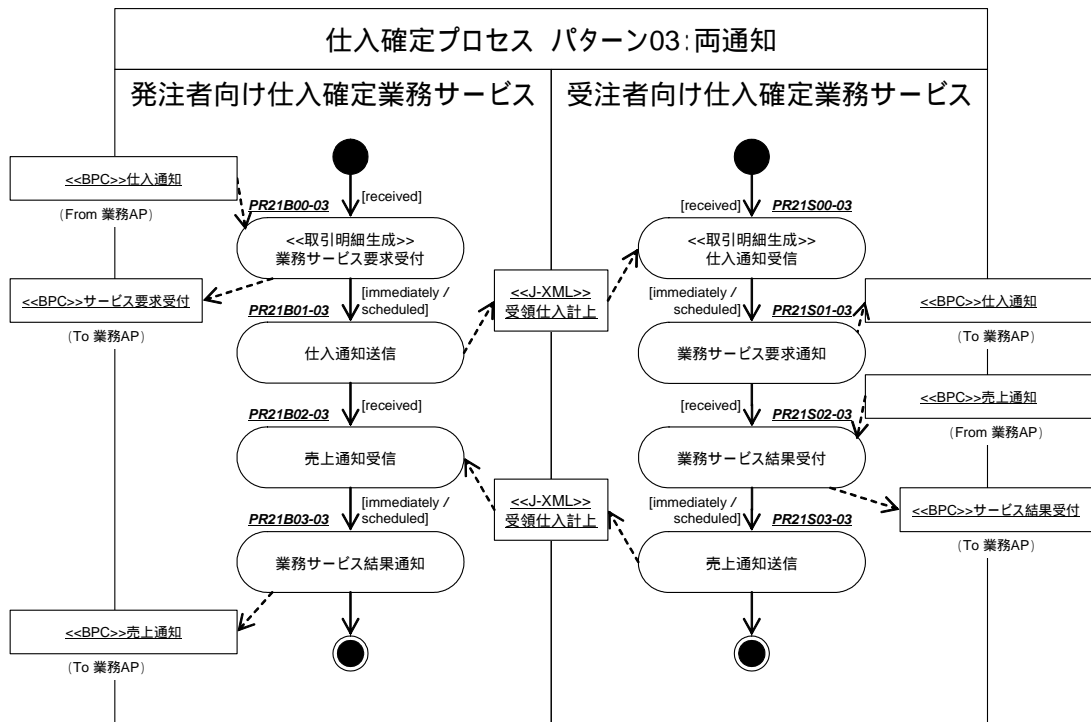 仕入確定プロセス パターン03：両通知
発注者向け仕入確定業務サービス
受注者向け仕入確定業務サービス
<<BPC>>仕入通知
(From 業務AP)
[received]
PR21B00-03
<<取引明細生成>>
業務サービス要求受付
<<BPC>>サービス要求受付
(To 業務AP)
[immediately /
scheduled]
PR21B01-03
仕入通知送信
[received]
PR21B02-03
売上通知受信
[immediately /
scheduled]
PR21B03-03
業務サービス結果通知
<<BPC>>売上通知
(To 業務AP)
<<J-XML>>
受領仕入計上
<<J-XML>>
受領仕入計上
[received]
PR21S00-03
<<取引明細生成>>
仕入通知受信
[immediately /
scheduled]
PR21S01-03
<<BPC>>仕入通知
(To 業務AP)
業務サービス要求通知
[received]
PR21S02-03
<<BPC>>売上通知
(From 業務AP)
業務サービス結果受付
[immediately /
scheduled]
PR21S03-03
<<BPC>>サービス結果受付
(To 業務AP)
売上通知送信